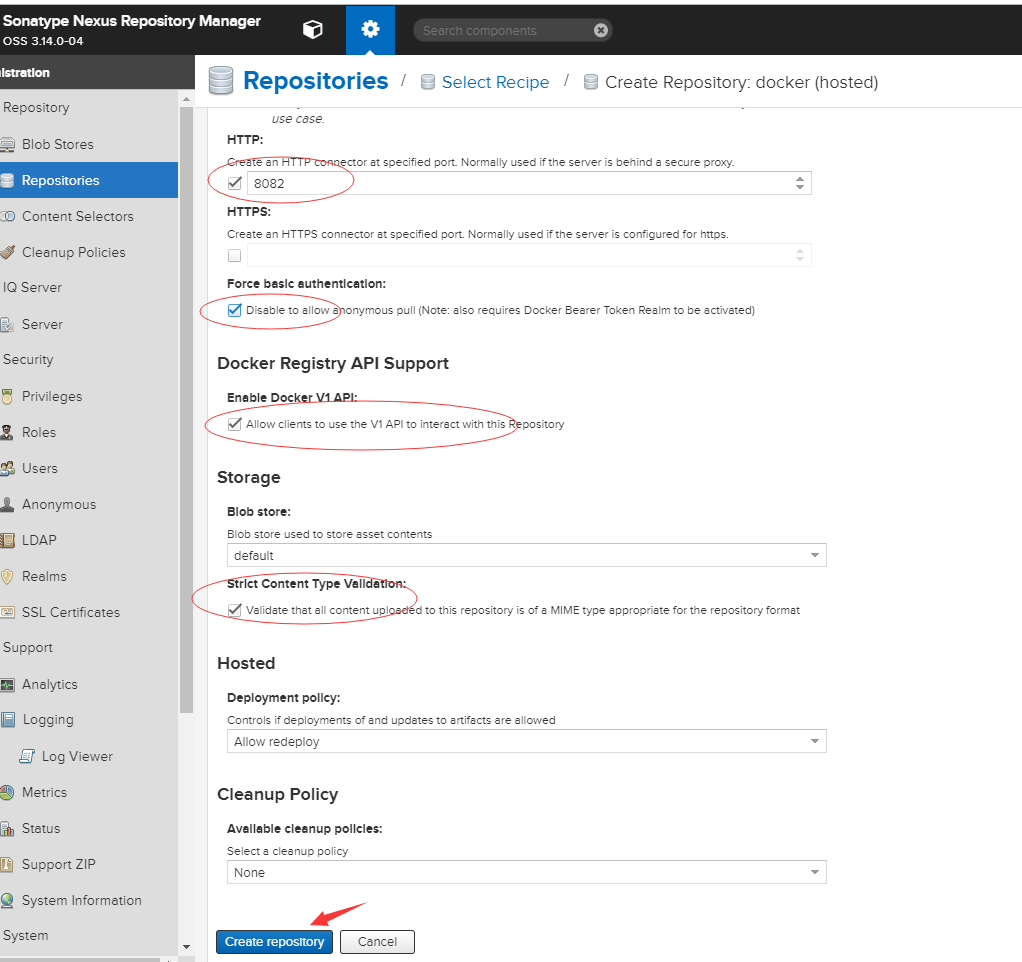 Sonatype Nexus Repository Manager
OSS 3.14.0-04
Search components
istration
Repositories / Select Recipe / Create Repository: docker (hosted)
Repository
Blob Stores
Repositories
Content Selectors
Cleanup Policies
IQ Server
Server
Security
Privileges
Roles
Users
Anonymous
LDAP
Realms
SSL Certificates
Support
Analytics
Logging
Log Viewer
Metrics
Status
Support ZIP
System Information
System
use case.
HTTP:
Create an HTTP connector at specified port. Normally used if the server is behind a secure proxy.
8082
HTTPS:
Create an HTTPS connector at specified port. Normally used if the server is configured for https.
Force basic authentication:
Disable to allow anonymous pull (Note: also requires Docker Bearer Token Realm to be activated)
Docker Registry API Support
Enable Docker V1 API:
Allow clients to use the V1 API to interact with this Repository
Storage
Blob store:
Blob store used to store asset contents
default
Strict Content Type Validation:
Validate that all content uploaded to this repository is of a MIME type appropriate for the repository format
Hosted
Deployment policy:
Controls if deployments of and updates to artifacts are allowed
Allow redeploy
Cleanup Policy
Available cleanup policies:
Select a cleanup policy
None
Create repository Cancel